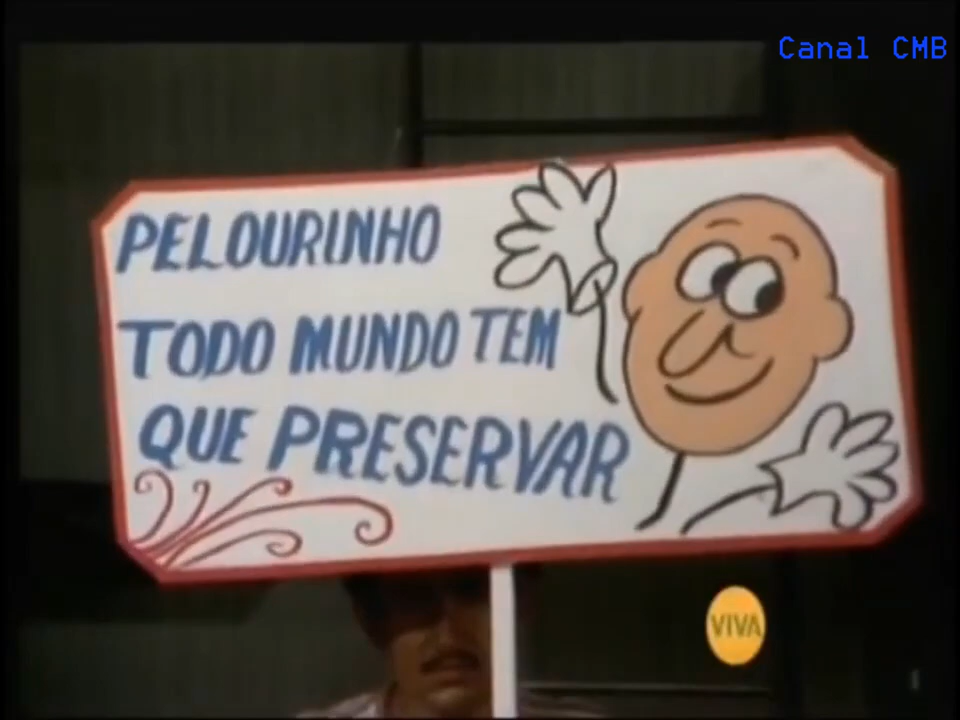 Canal CMB
PELOURINHO
TODO MUNDO TEM
QUE PRESERVAR
VIVA